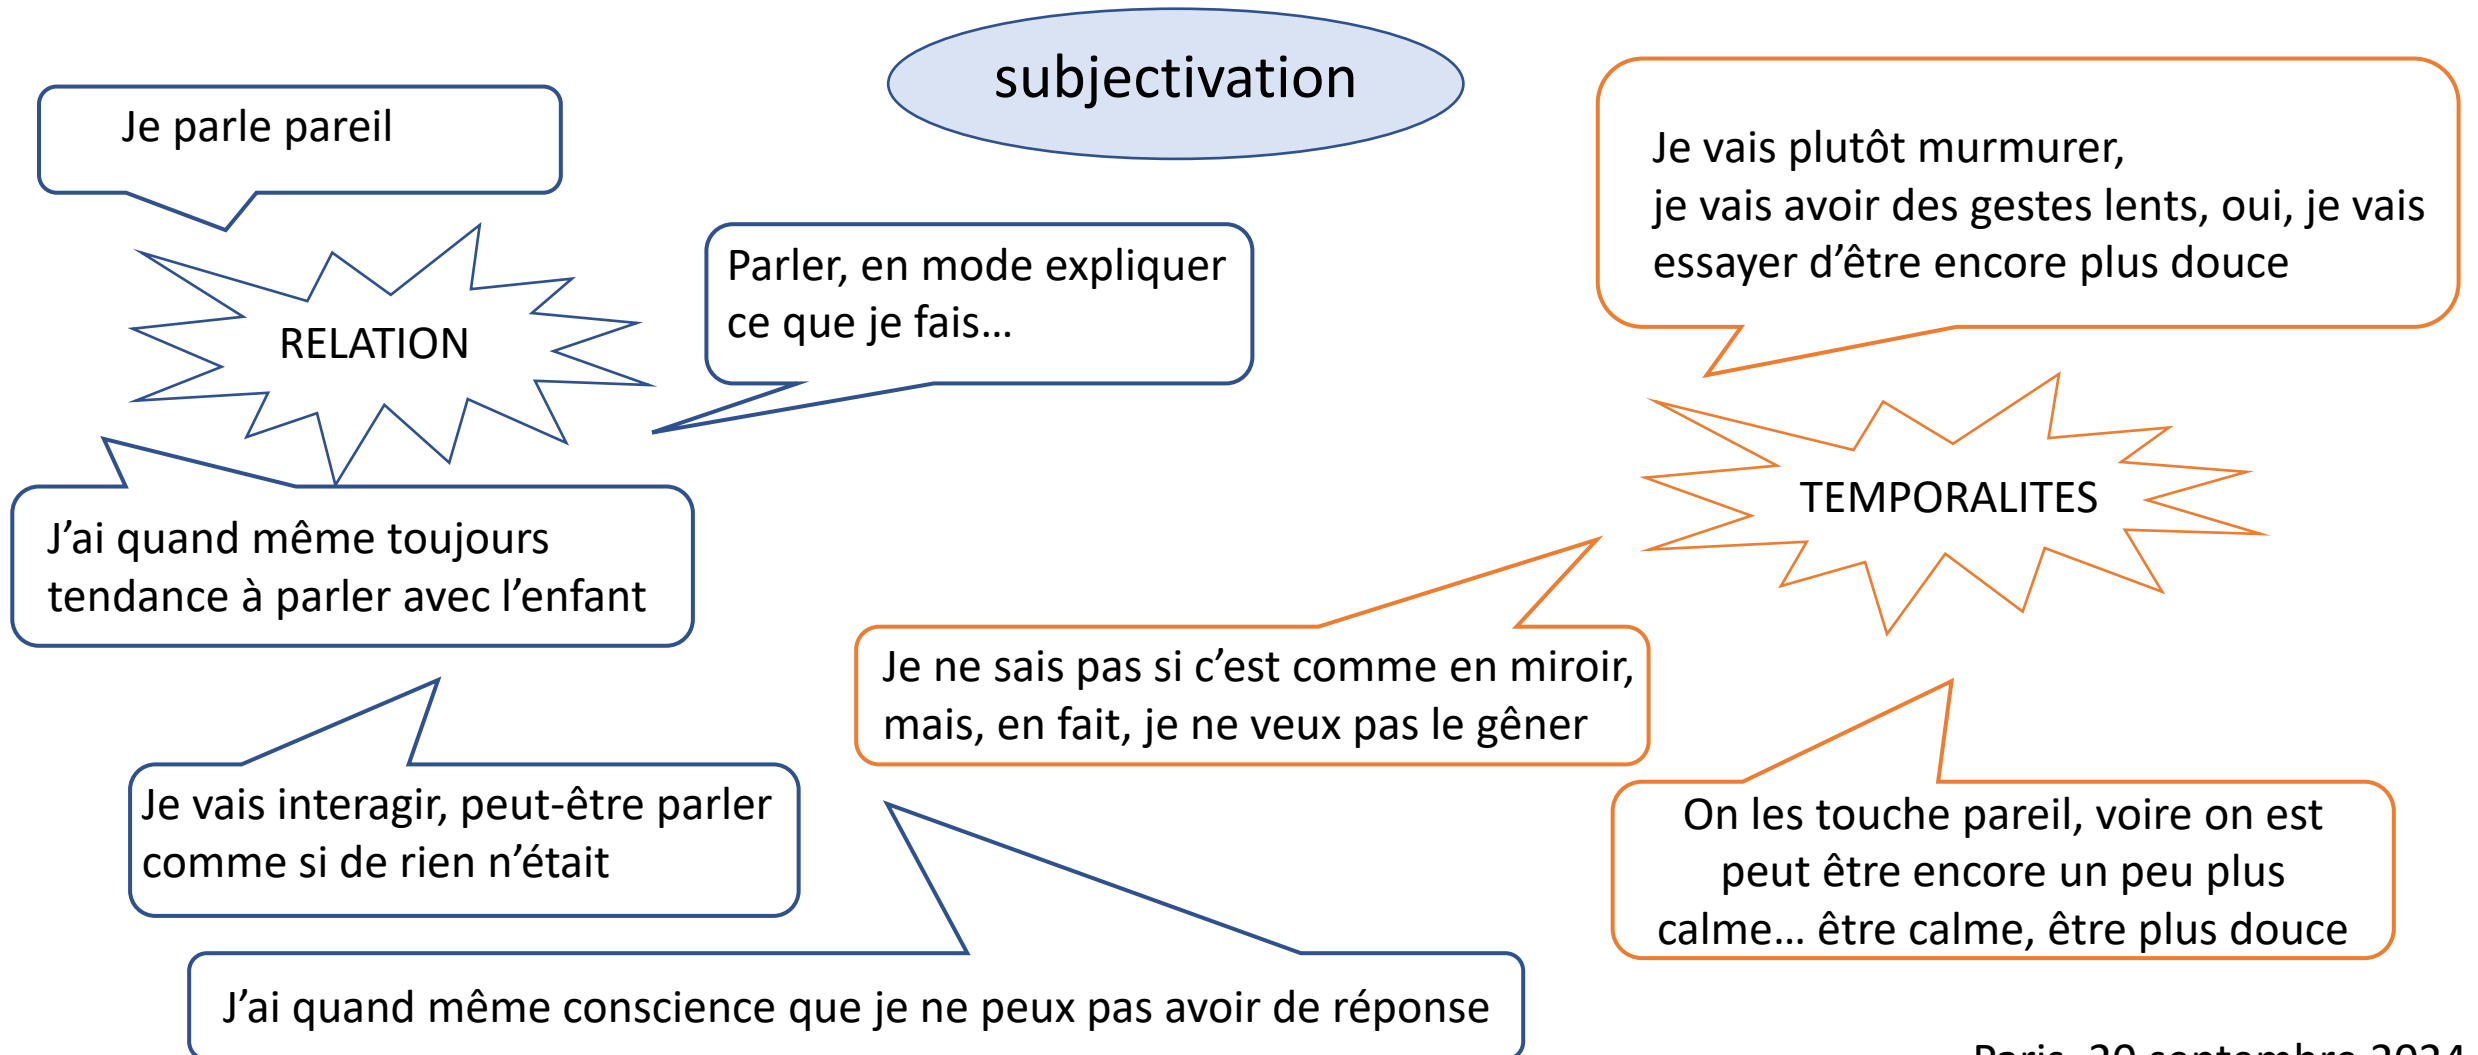 subjectivation
Je parle pareil
RELATION
Parler, en mode expliquer
ce que je fais…
J’ai quand même toujours
tendance à parler avec l’enfant
Je vais interagir, peut-être parler
comme si de rien n’était
J’ai quand même conscience que je ne peux pas avoir de réponse
Je vais plutôt murmurer,
je vais avoir des gestes lents, oui, je vais
essayer d’être encore plus douce
TEMPORALITES
Je ne sais pas si c’est comme en miroir,
mais, en fait, je ne veux pas le gêner
On les touche pareil, voire on est
peut être encore un peu plus
calme… être calme, être plus douce
Paris, 20 septembre 2024